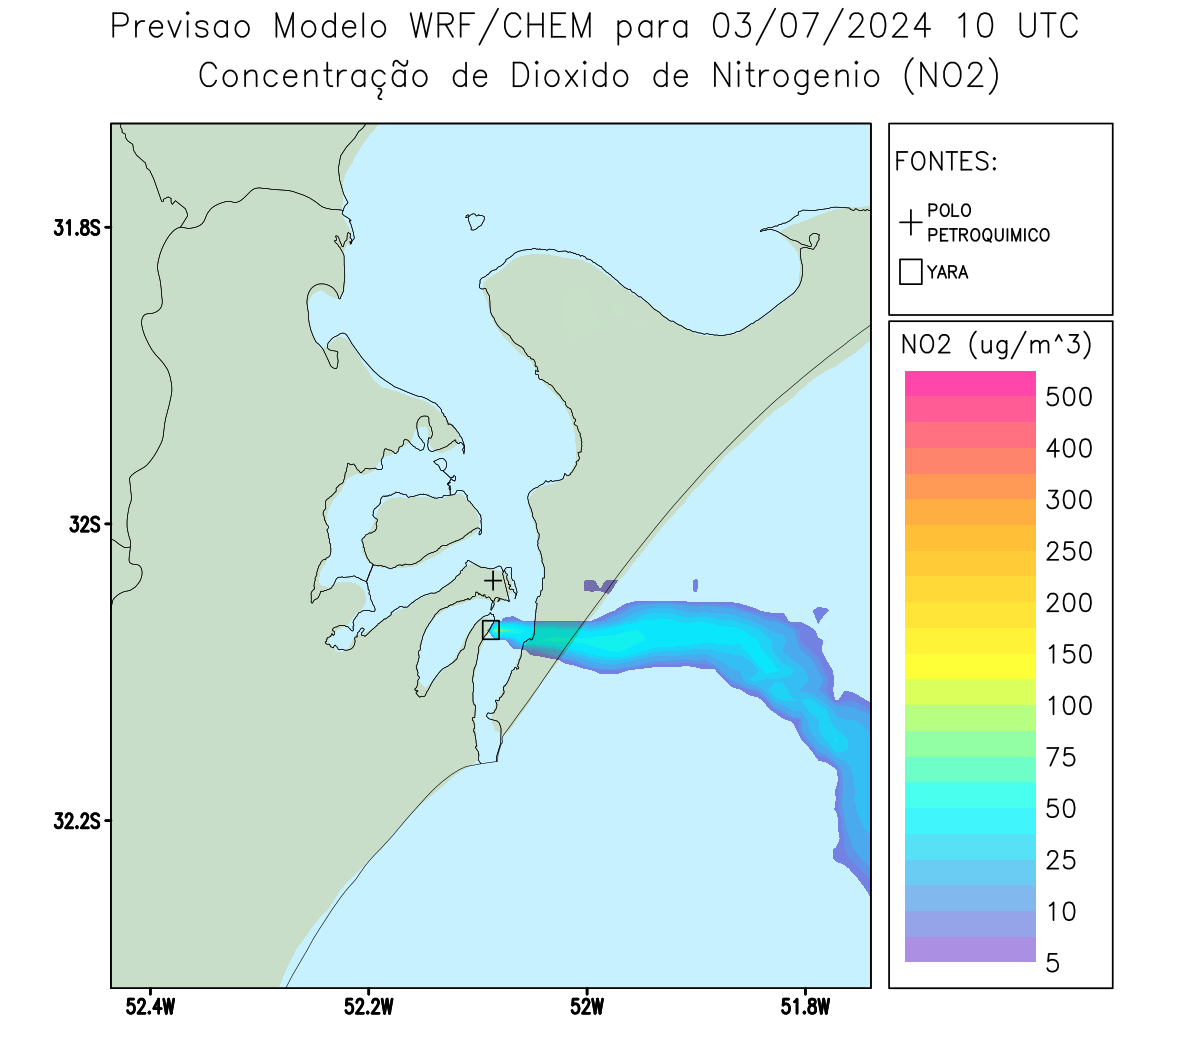 Previsao Modelo WRF/CHEM para 03/07/2024 10 UTC
Concentração de Dioxido de Nitrogenio (NO2)
FONTES:
POLO
PETROQUIMICO
YARA
NO2 (ug/m^3)
500
400
300
250
200
150
100
75
50
25
10
5
31.8S
32S
32.2S
52.4W
52.2W
52W
51.8W